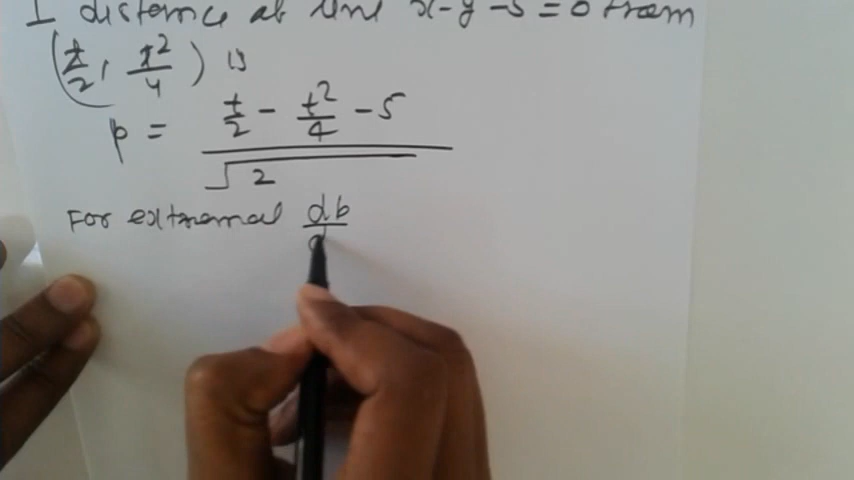 ⊥ distance of line x-y-5=0 from
(t/2, t²/4) is
p = (t/2 - t²/4 - 5)/√2
For extremal dp/d